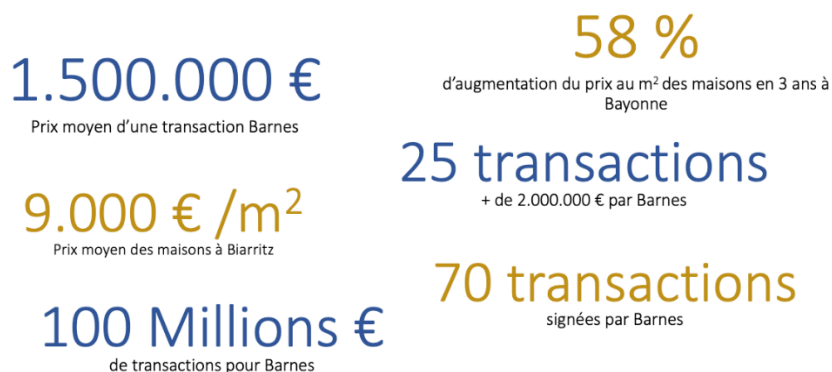 1.500.000 €
Prix moyen d’une transaction Barnes
9.000 € /m²
Prix moyen des maisons à Biarritz
100 Millions €
de transactions pour Barnes
58 %
d’augmentation du prix au m² des maisons en 3 ans à
Bayonne
25 transactions
+ de 2.000.000 € par Barnes
70 transactions
signées par Barnes